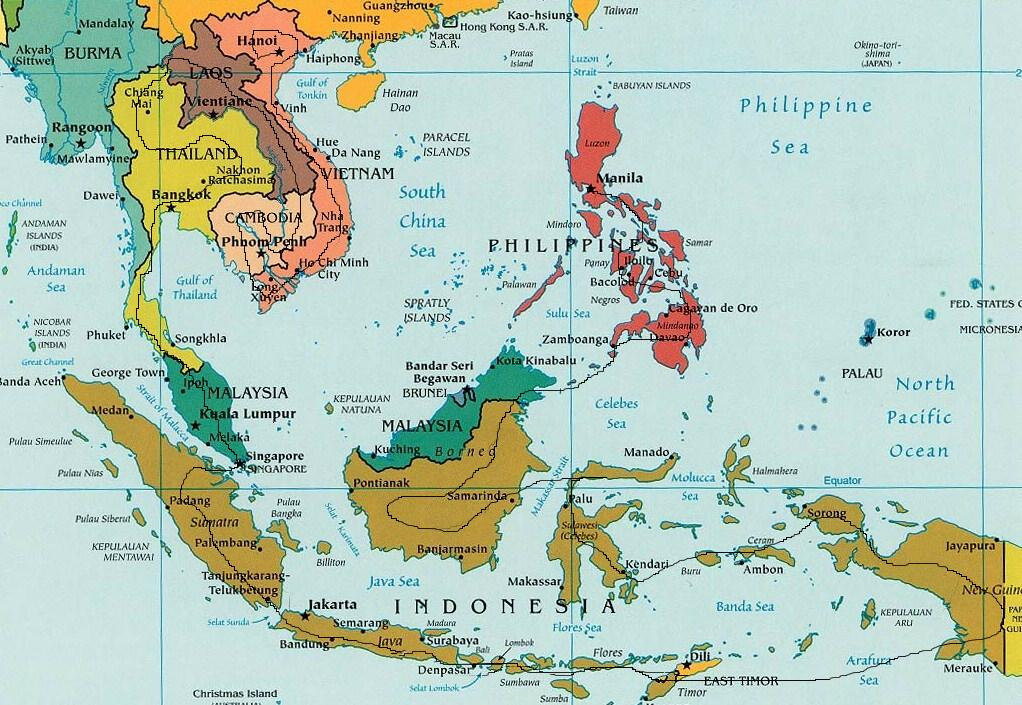 Guangzhou
Nanning
Kao-hsiung
Taiwan
Mandalay
Zhanjiang
Macau
S.A.R.
Hong Kong S.A.R.
Hanoi
Haiphong
Akyab
(Sittwe)
BURMA
Pratas
Island
Luzon
Strait
Okino-tori-
shima
(JAPAN)
LAOS
Gulf of
Tonkin
Hainan
Dao
BABUYAN ISLANDS
Chiang
Mai
Vientiane
Vinh
Philippine
Sea
Rangoon
Pathein
Mawlamyine
Hue
Da Nang
PARACEL
ISLANDS
Luzon
THAILAND
Nakhon
Ratchasima
VIETNAM
Manila
Dawei
Bangkok
South
China
Sea
CAMBODIA
Nha
Trang
Mindoro
ANDAMAN
ISLANDS
(INDIA)
Phnom Penh
PHILIPPINES
Samar
Andaman
Sea
Gulf of
Thailand
Ho Chi Minh
City
Long
Xuyen
Panay
Iloilo
Cebu
Bacolod
Palawan
Negros
SPRATLY
ISLANDS
Sulu Sea
Cagayan de Oro
Mindanao
Davao
Zamboanga
FED. STATES
MICRONESIA
NICOBAR
ISLANDS
(INDIA)
Phuket
Songkhla
Koror
PALAU
Great Channel
George Town
Banda Aceh
Ipoh
MALAYSIA
Bandar Seri
Begawan
BRUNEI
Kota Kinabalu
North
Pacific
Ocean
Strait of Malacca
Kuala Lumpur
Medan
KEPULAUAN
NATUNA
Celebes
Sea
MALAYSIA
Melaka
Pulau Simeulue
Kuching
Borneo
Singapore
SINGAPORE
Manado
Halmahera
Pulau Nias
Pontianak
Makassar Strait
Molucca
Sea
Equator
Padang
Pulau
Bangka
Samarinda
Palu
Sorong
Pulau Siberut
Sumatra
Selat Karimata
Sulawesi
(Celebes)
Ceram
KEPULAUAN
MENTAWAI
Palembang
Billiton
Banjarmasin
Kendari
Buru
Ambon
Jayapura
Tanjungkarang-
Telukbetung
Java Sea
Makassar
New Guinea
Jakarta
INDONESIA
Banda Sea
KEPULAUAN
ARU
Selat Sunda
Semarang
Madura
Flores Sea
Bandung
Java
Surabaya
Bali
Lombok
Flores
Dili
Denpasar
Arafura
Sea
Merauke
Selat Lombok
Sumbawa
Sumba
Timor
EAST TIMOR
Christmas Island
(AUSTRALIA)